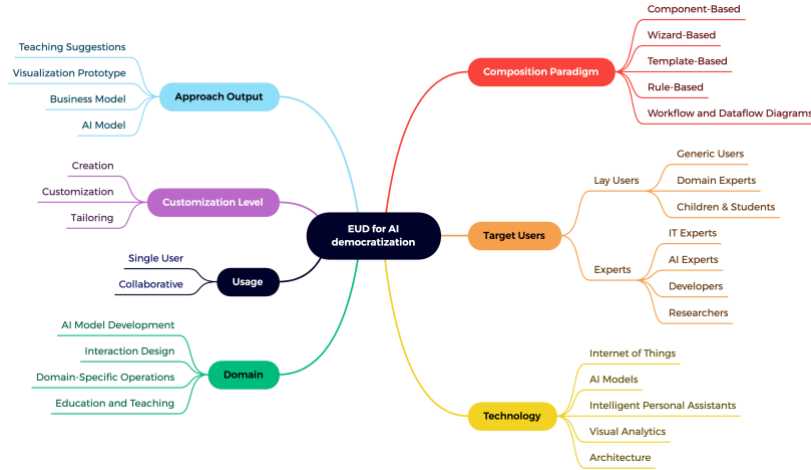 EUD for AI
democratization
Approach Output
Teaching Suggestions
Visualization Prototype
Business Model
AI Model
Customization Level
Creation
Customization
Tailoring
Usage
Single User
Collaborative
Domain
AI Model Development
Interaction Design
Domain-Specific Operations
Education and Teaching
Composition Paradigm
Component-Based
Wizard-Based
Template-Based
Rule-Based
Workflow and Dataflow Diagrams
Target Users
Lay Users
Generic Users
Domain Experts
Children & Students
Experts
IT Experts
AI Experts
Developers
Researchers
Technology
Internet of Things
AI Models
Intelligent Personal Assistants
Visual Analytics
Architecture